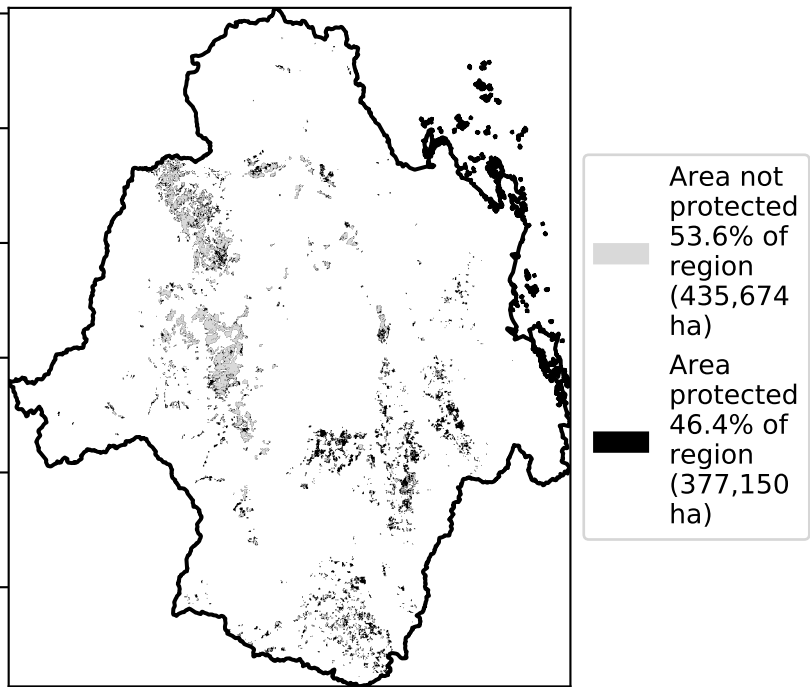 Area not
protected
53.6% of
region
(435,674
ha)
Area
protected
46.4% of
region
(377,150
ha)